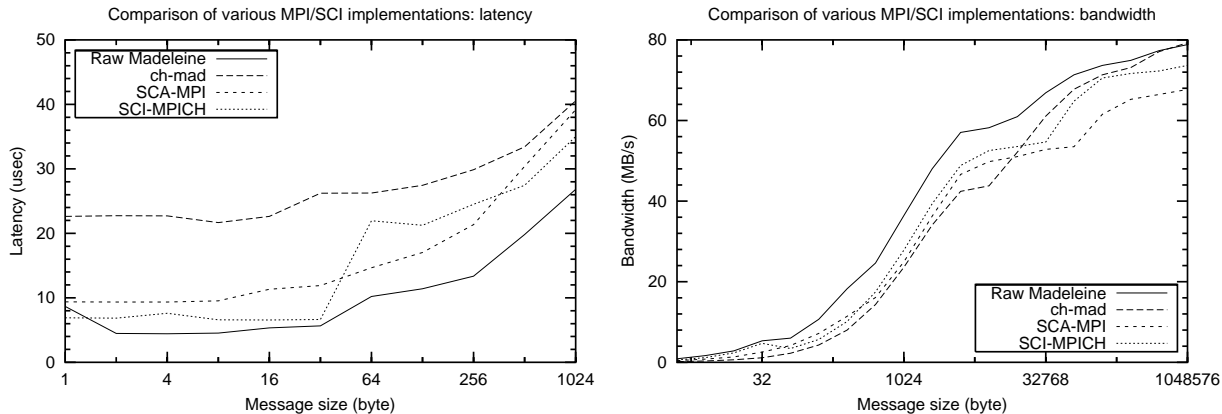 Comparison of various MPI/SCI implementations: latency
50
40
30
20
10
0
Latency (usec)
Raw Madeleine
ch-mad
SCA-MPI
SCI-MPICH
1 4 16 64 256 1024
Message size (byte)
Comparison of various MPI/SCI implementations: bandwidth
80
60
40
20
0
Bandwidth (MB/s)
Raw Madeleine
ch-mad
SCA-MPI
SCI-MPICH
32 1024 32768 1048576
Message size (byte)